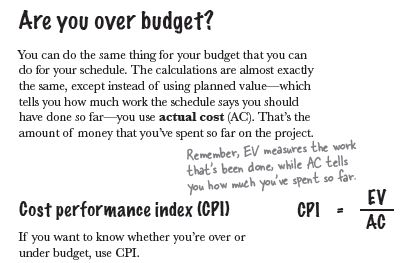 Are you over budget?
You can do the same thing for your budget that you can
do for your schedule. The calculations are almost exactly
the same, except instead of using planned value—which
tells you how much work the schedule says you should
have done so far—you use actual cost (AC). That's the
amount of money that you've spent so far on the project.
Remember, EV measures the work
that's been done, while AC tells
you how much you've spent so far.
Cost performance index (CPI)
CPI = EV
AC
If you want to know whether you're over or
under budget, use CPI.